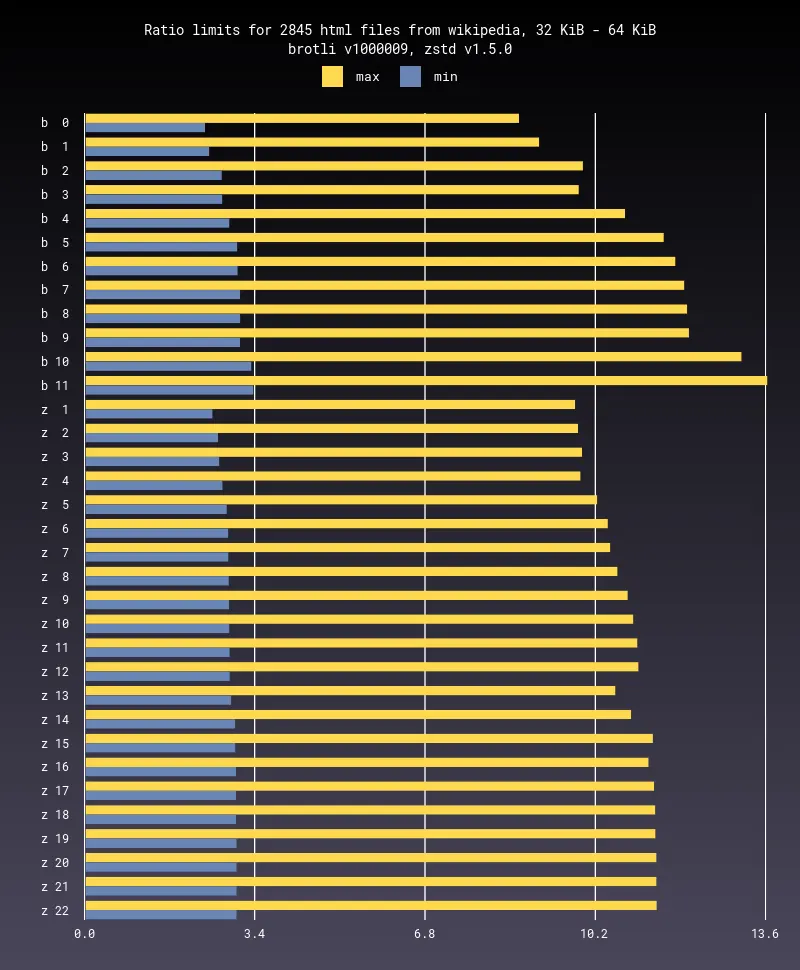 Ratio limits for 2845 html files from wikipedia, 32 KiB - 64 KiB
brotli v1000009, zstd v1.5.0
max min
b 0
b 1
b 2
b 3
b 4
b 5
b 6
b 7
b 8
b 9
b 10
b 11
z 1
z 2
z 3
z 4
z 5
z 6
z 7
z 8
z 9
z 10
z 11
z 12
z 13
z 14
z 15
z 16
z 17
z 18
z 19
z 20
z 21
z 22
0.0 3.4 6.8 10.2 13.6